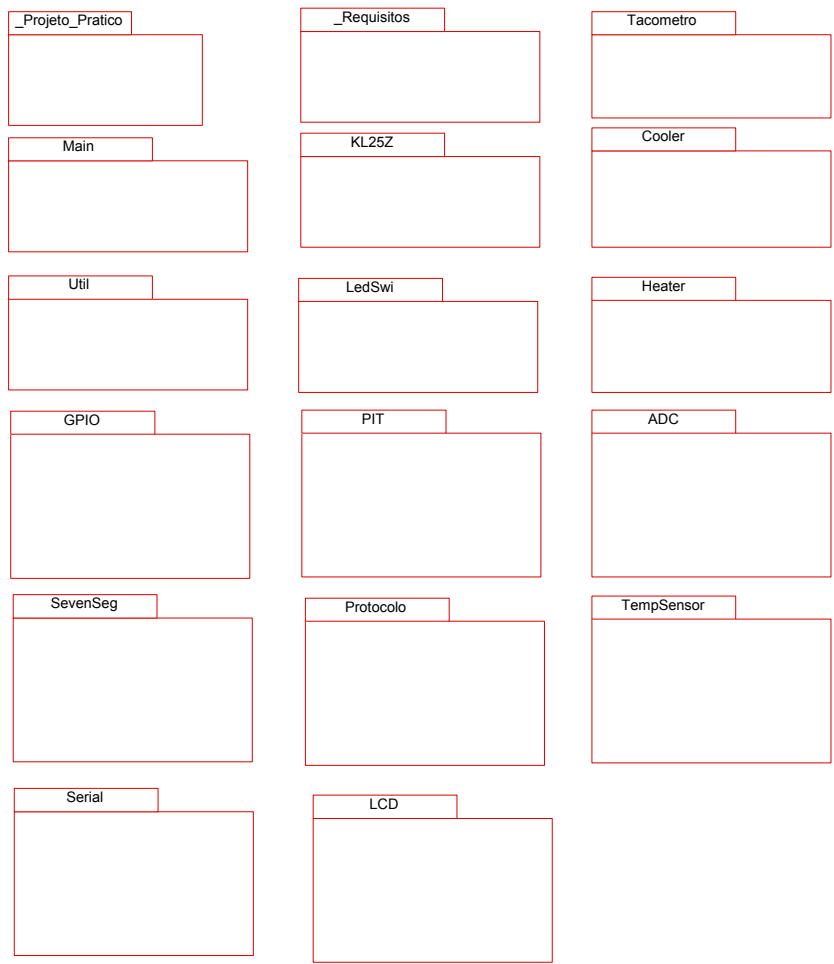 _Projeto_Pratico
_Requisitos
Tacometro
Main
KL25Z
Cooler
Util
LedSwi
Heater
GPIO
PIT
ADC
SevenSeg
Protocolo
TempSensor
Serial
LCD